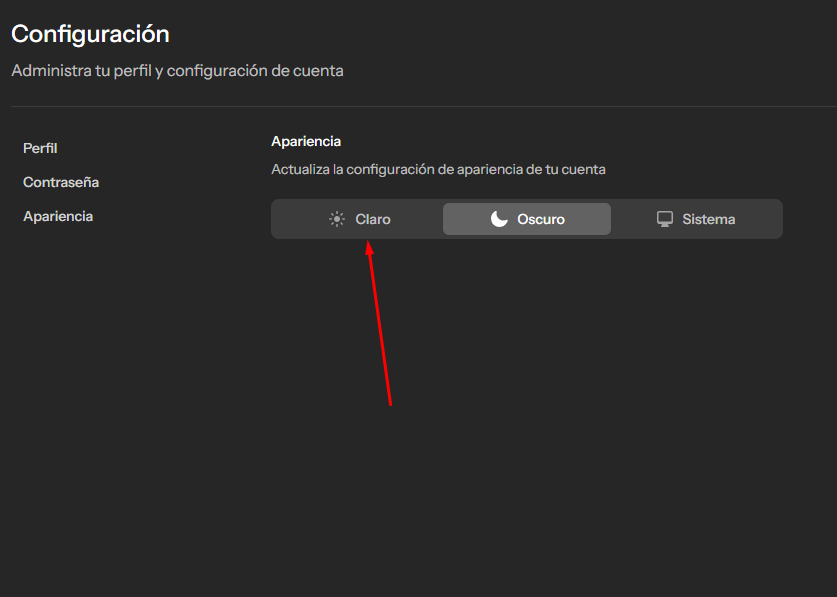 Configuración
Administra tu perfil y configuración de cuenta
Perfil
Contraseña
Apariencia
Apariencia
Actualiza la configuración de apariencia de tu cuenta
Claro Oscuro Sistema